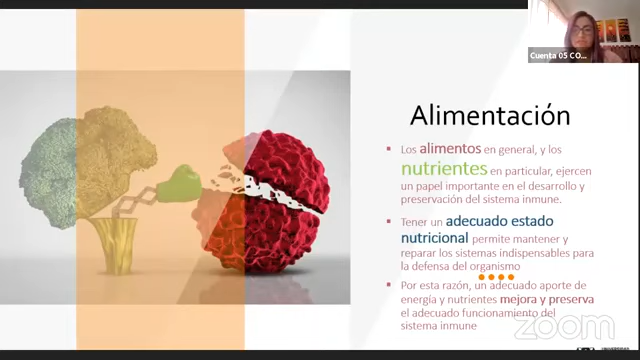 Cuenta 05 CO...
Alimentación
Los alimentos en general, y los
nutrientes en particular, ejercen
un papel importante en el desarrollo y
preservación del sistema inmune.
Tener un adecuado estado
nutricional permite mantener y
reparar los sistemas indispensables para
la defensa del organismo
Por esta razón, un adecuado aporte de
energía y nutrientes mejora y preserva
el adecuado funcionamiento del
sistema inmune
zoom